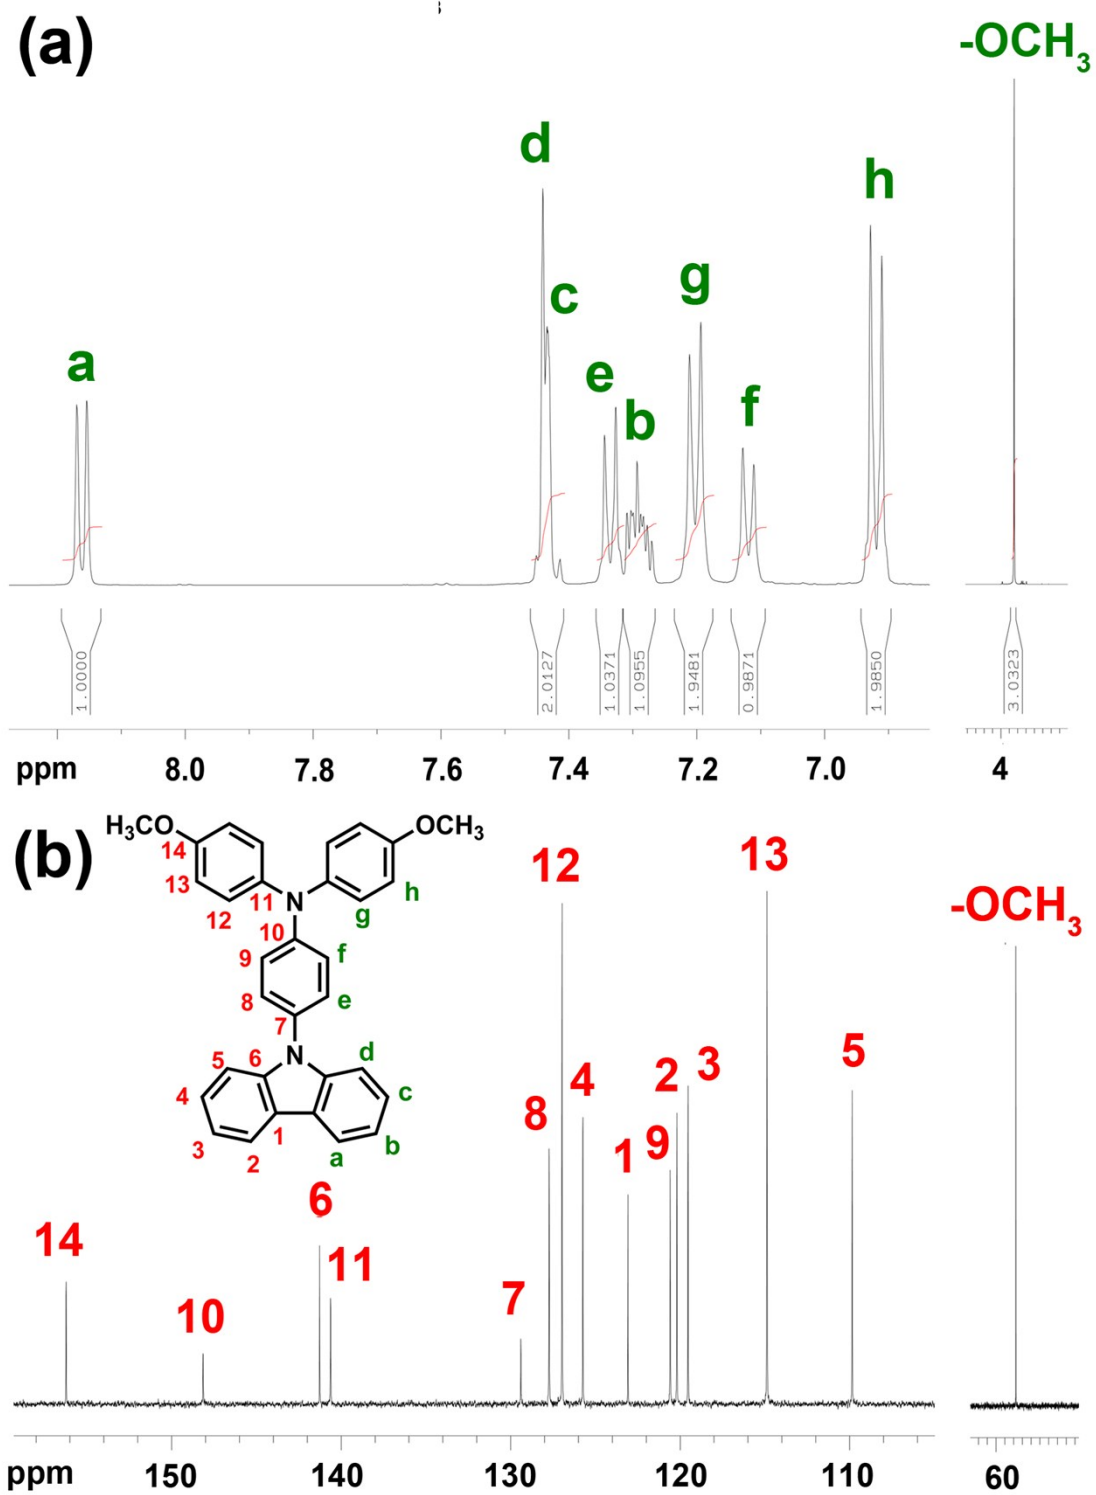 (a)
-OCH3
d
h
g
c
a
e
f
b
1.0000
2.0127
1.0371
1.0955
1.9481
0.9871
1.9850
3.0323
ppm 8.0 7.8 7.6 7.4 7.2 7.0 4
(b)
H3CO
OCH3
14
13
12
11
N
h
g
10
9
f
8
e
7
N
5
6
d
4
c
3
1
b
2
a
12
13
-OCH3
4
2
3
5
8
9
1
6
14
11
10
7
ppm 150 140 130 120 110 60